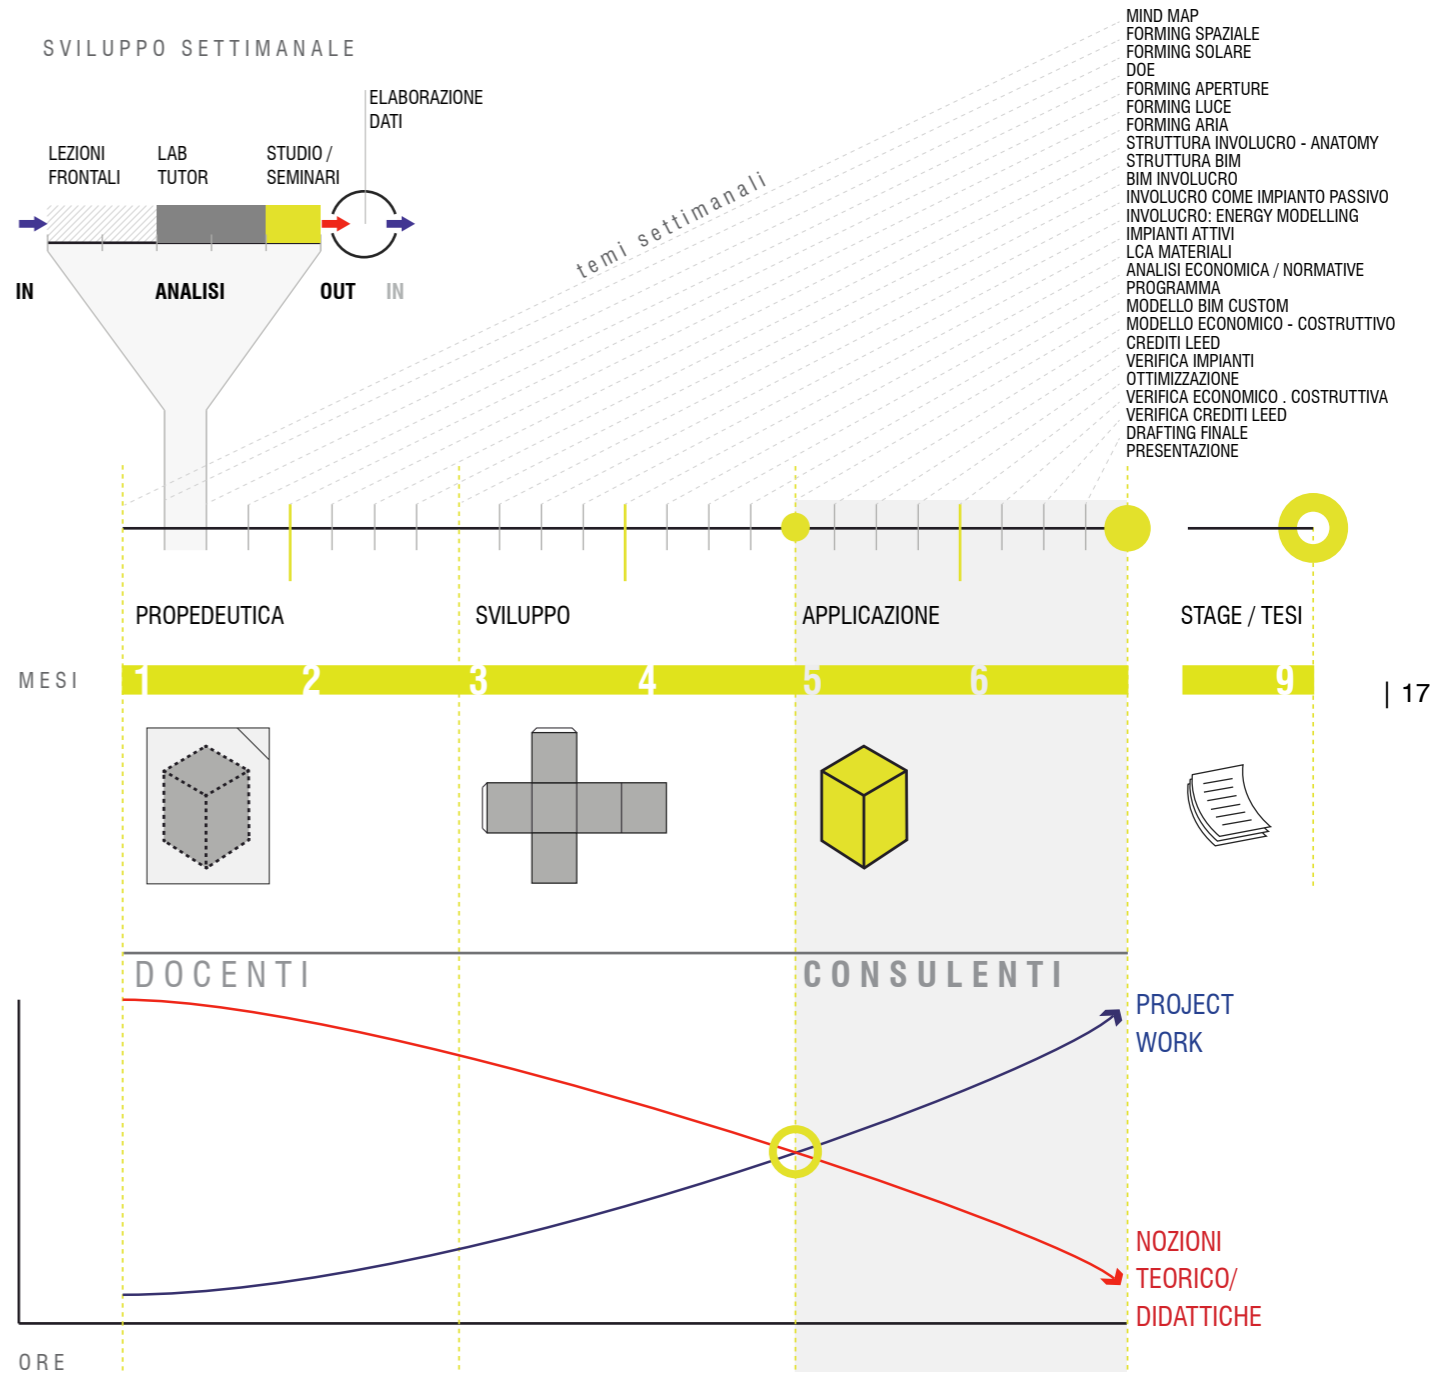 SVILUPPO SETTIMANALE
ELABORAZIONE
DATI
LEZIONI
FRONTALI
LAB
TUTOR
STUDIO /
SEMINARI
IN
ANALISI
OUT
IN
temi settimanali
MIND MAP
FORMING SPAZIALE
FORMING SOLARE
DOE
FORMING APERTURE
FORMING LUCE
FORMING ARIA
STRUTTURA INVOLUCRO - ANATOMY
STRUTTURA BIM
BIM INVOLUCRO
INVOLUCRO COME IMPIANTO PASSIVO
INVOLUCRO: ENERGY MODELLING
IMPIANTI ATTIVI
LCA MATERIALI
ANALISI ECONOMICA / NORMATIVE
PROGRAMMA
MODELLO BIM CUSTOM
MODELLO ECONOMICO - COSTRUTTIVO
CREDITI LEED
VERIFICA IMPIANTI
OTTIMIZZAZIONE
VERIFICA ECONOMICO . COSTRUTTIVA
VERIFICA CREDITI LEED
DRAFTING FINALE
PRESENTAZIONE
PROPEDEUTICA
SVILUPPO
APPLICAZIONE
STAGE / TESI
MESI
1
2
3
4
5
6
9
| 17
DOCENTI
CONSULENTI
PROJECT
WORK
NOZIONI
TEORICO/
DIDATTICHE
ORE